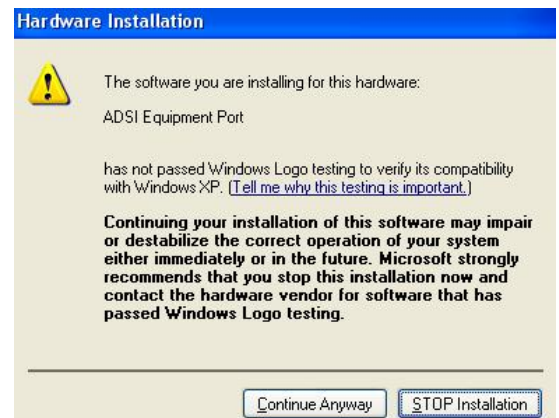 Hardware Installation
The software you are installing for this hardware:
ADSI Equipment Port
has not passed Windows Logo testing to verify its compatibility
with Windows XP. (Tell me why this testing is important.)
Continuing your installation of this software may impair
or destabilize the correct operation of your system
either immediately or in the future. Microsoft strongly
recommends that you stop this installation now and
contact the hardware vendor for software that has
passed Windows Logo testing.
Continue Anyway
STOP Installation